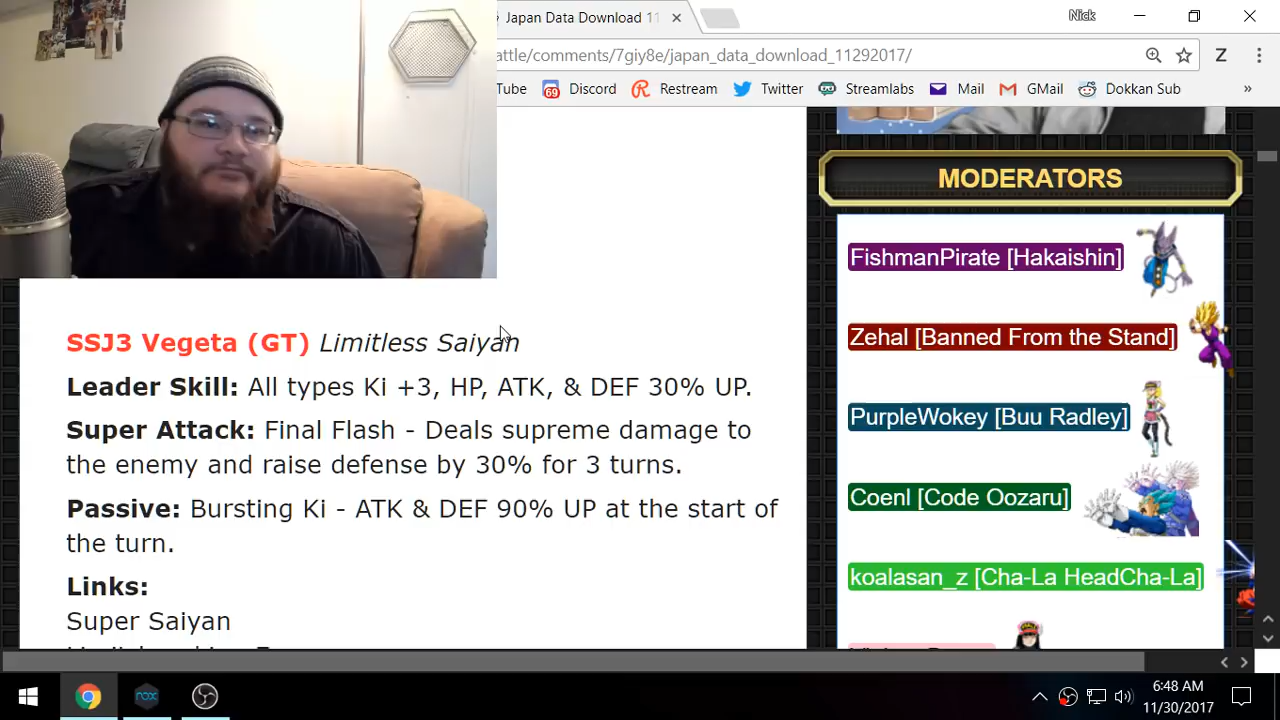 Japan Data Download 11
Nick
attle/comments/7giy8e/japan_data_download_11292017/
Z
Tube
69
Discord
Restream
Twitter
Streamlabs
Mail
GMail
Dokkan Sub
»
MODERATORS
FishmanPirate [Hakaishin]
Zehal [Banned From the Stand]
PurpleWokey [Buu Radley]
Coenl [Code Oozaru]
koalasan_z [Cha-La HeadCha-La]
SSJ3 Vegeta (GT) Limitless Saiyan
Leader Skill: All types Ki +3, HP, ATK, & DEF 30% UP.
Super Attack: Final Flash - Deals supreme damage to
the enemy and raise defense by 30% for 3 turns.
Passive: Bursting Ki - ATK & DEF 90% UP at the start of
the turn.
Links:
Super Saiyan
nox
6:48 AM
11/30/2017